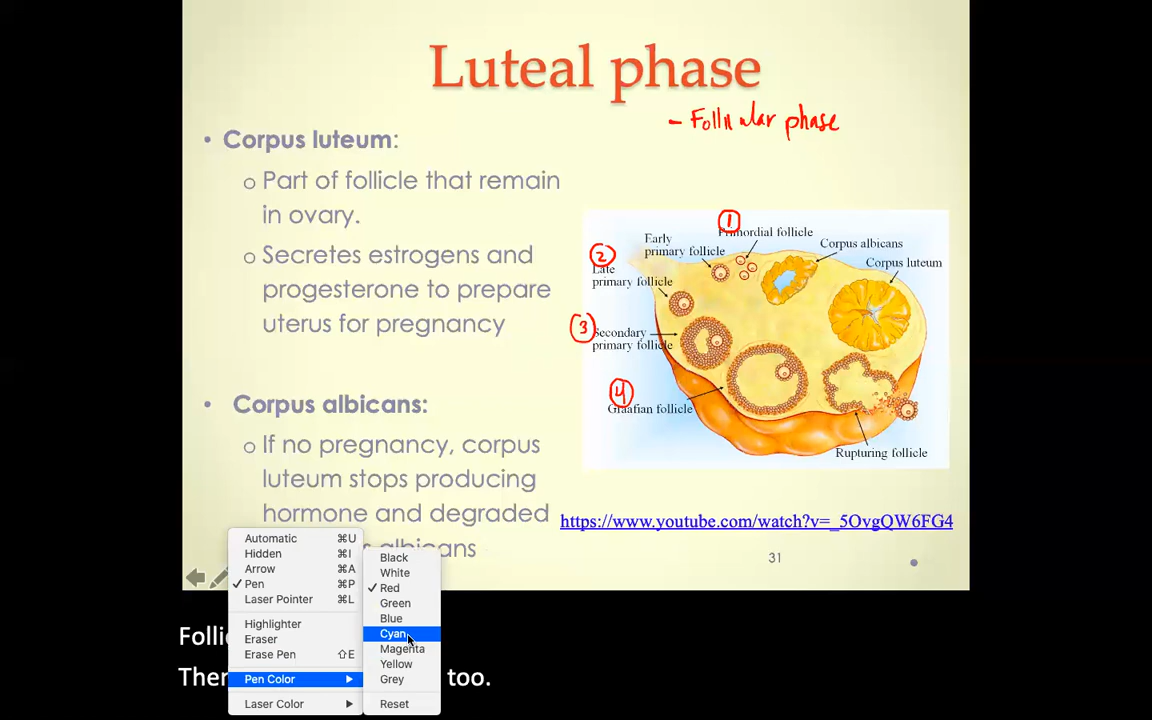 Luteal phase
- Follicular phase
• Corpus luteum:
o Part of follicle that remain
in ovary.
o Secretes estrogens and
progesterone to prepare
uterus for pregnancy
• Corpus albicans:
o If no pregnancy, corpus
luteum stops producing
hormone and degraded
albicans
1
Primordial follicle
Early
primary follicle
Corpus albicans
Corpus luteum
2
Late
primary follicle
3
Secondary
primary follicle
4
Graafian follicle
Rupturing follicle
https://www.youtube.com/watch?v=_5OvgQW6FG4
31
Automatic ⌘U
Hidden ⌘I
Arrow ⌘A
✓ Pen ⌘P
Laser Pointer ⌘L
Highlighter
Eraser
Erase Pen ⇧E
Pen Color
Laser Color
Black
White
✓ Red
Green
Blue
Cyan
Magenta
Yellow
Grey
Reset
too.